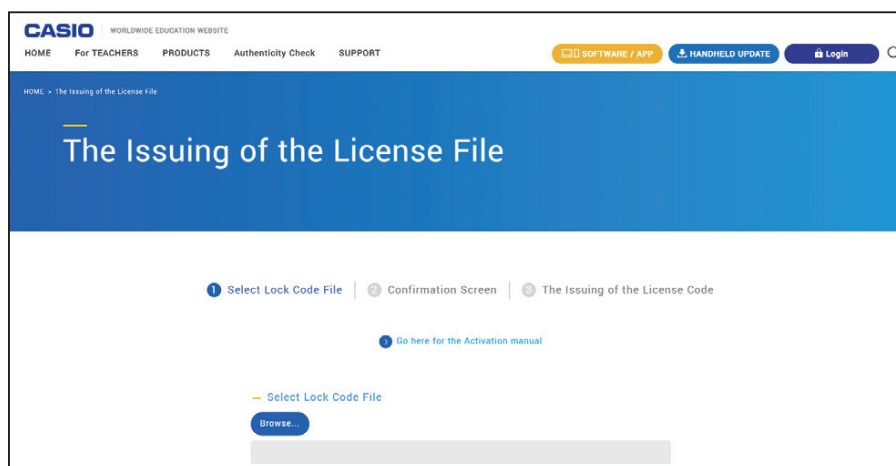 CASIO WORLDWIDE EDUCATION WEBSITE
HOME For TEACHERS PRODUCTS Authenticity Check SUPPORT SOFTWARE / APP HANDHELD UPDATE Login
HOME > The Issuing of the License File
The Issuing of the License File
1 Select Lock Code File 2 Confirmation Screen 3 The Issuing of the License Code
Go here for the Activation manual
Select Lock Code File
Browse...